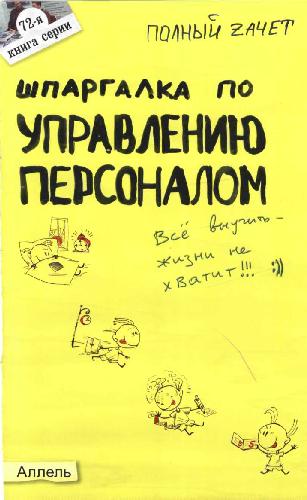 72-я
книга серии
ПОЛНЫЙ ZАЧЕТ
ШПАРГАЛКА ПО
УПРАВЛЕНИЮ
ПЕРСОНАЛОМ
Всё выучить –
жизни не
хватит!!! :))
Аллель